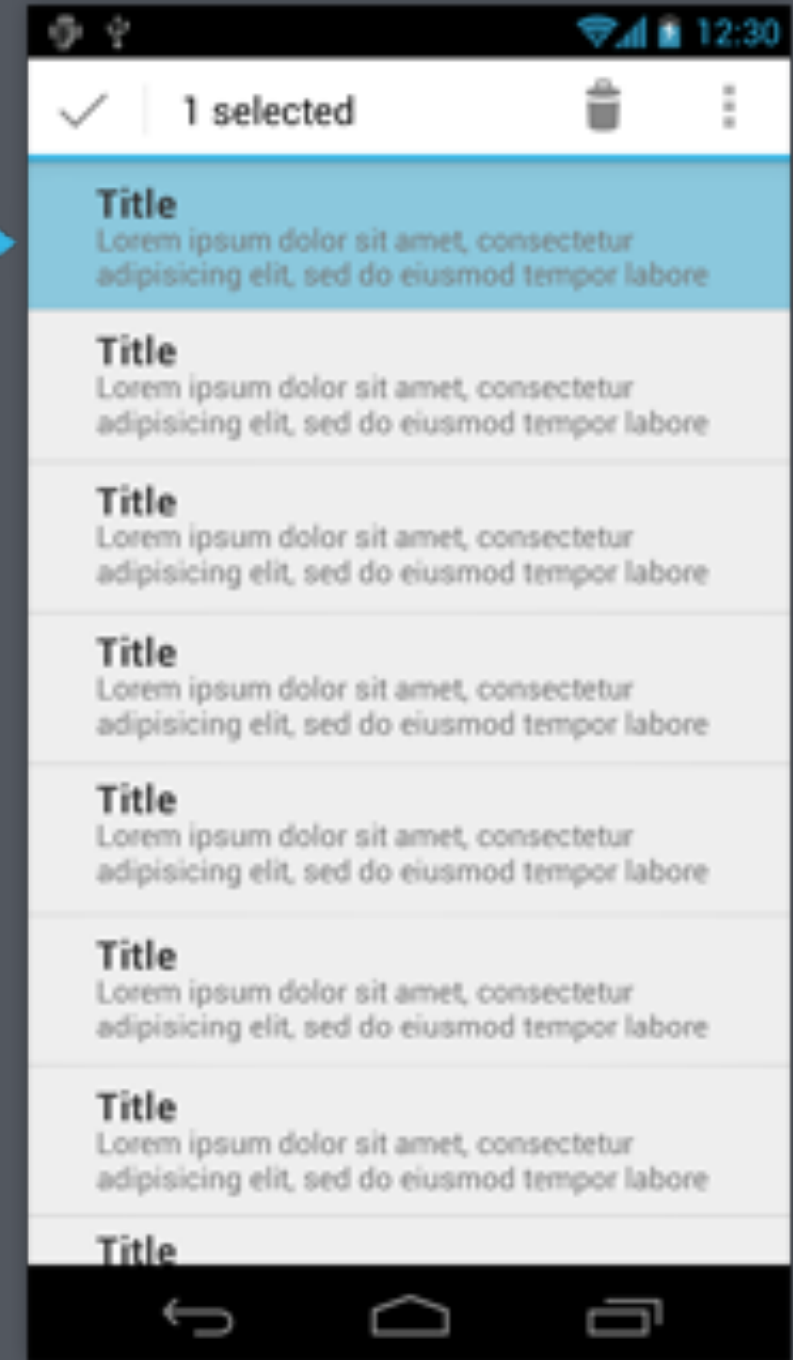 12:30
1 selected
Title
Lorem ipsum dolor sit amet, consectetur
adipisicing elit, sed do eiusmod tempor labore
Title
Lorem ipsum dolor sit amet, consectetur
adipisicing elit, sed do eiusmod tempor labore
Title
Lorem ipsum dolor sit amet, consectetur
adipisicing elit, sed do eiusmod tempor labore
Title
Lorem ipsum dolor sit amet, consectetur
adipisicing elit, sed do eiusmod tempor labore
Title
Lorem ipsum dolor sit amet, consectetur
adipisicing elit, sed do eiusmod tempor labore
Title
Lorem ipsum dolor sit amet, consectetur
adipisicing elit, sed do eiusmod tempor labore
Title
Lorem ipsum dolor sit amet, consectetur
adipisicing elit, sed do eiusmod tempor labore
Title